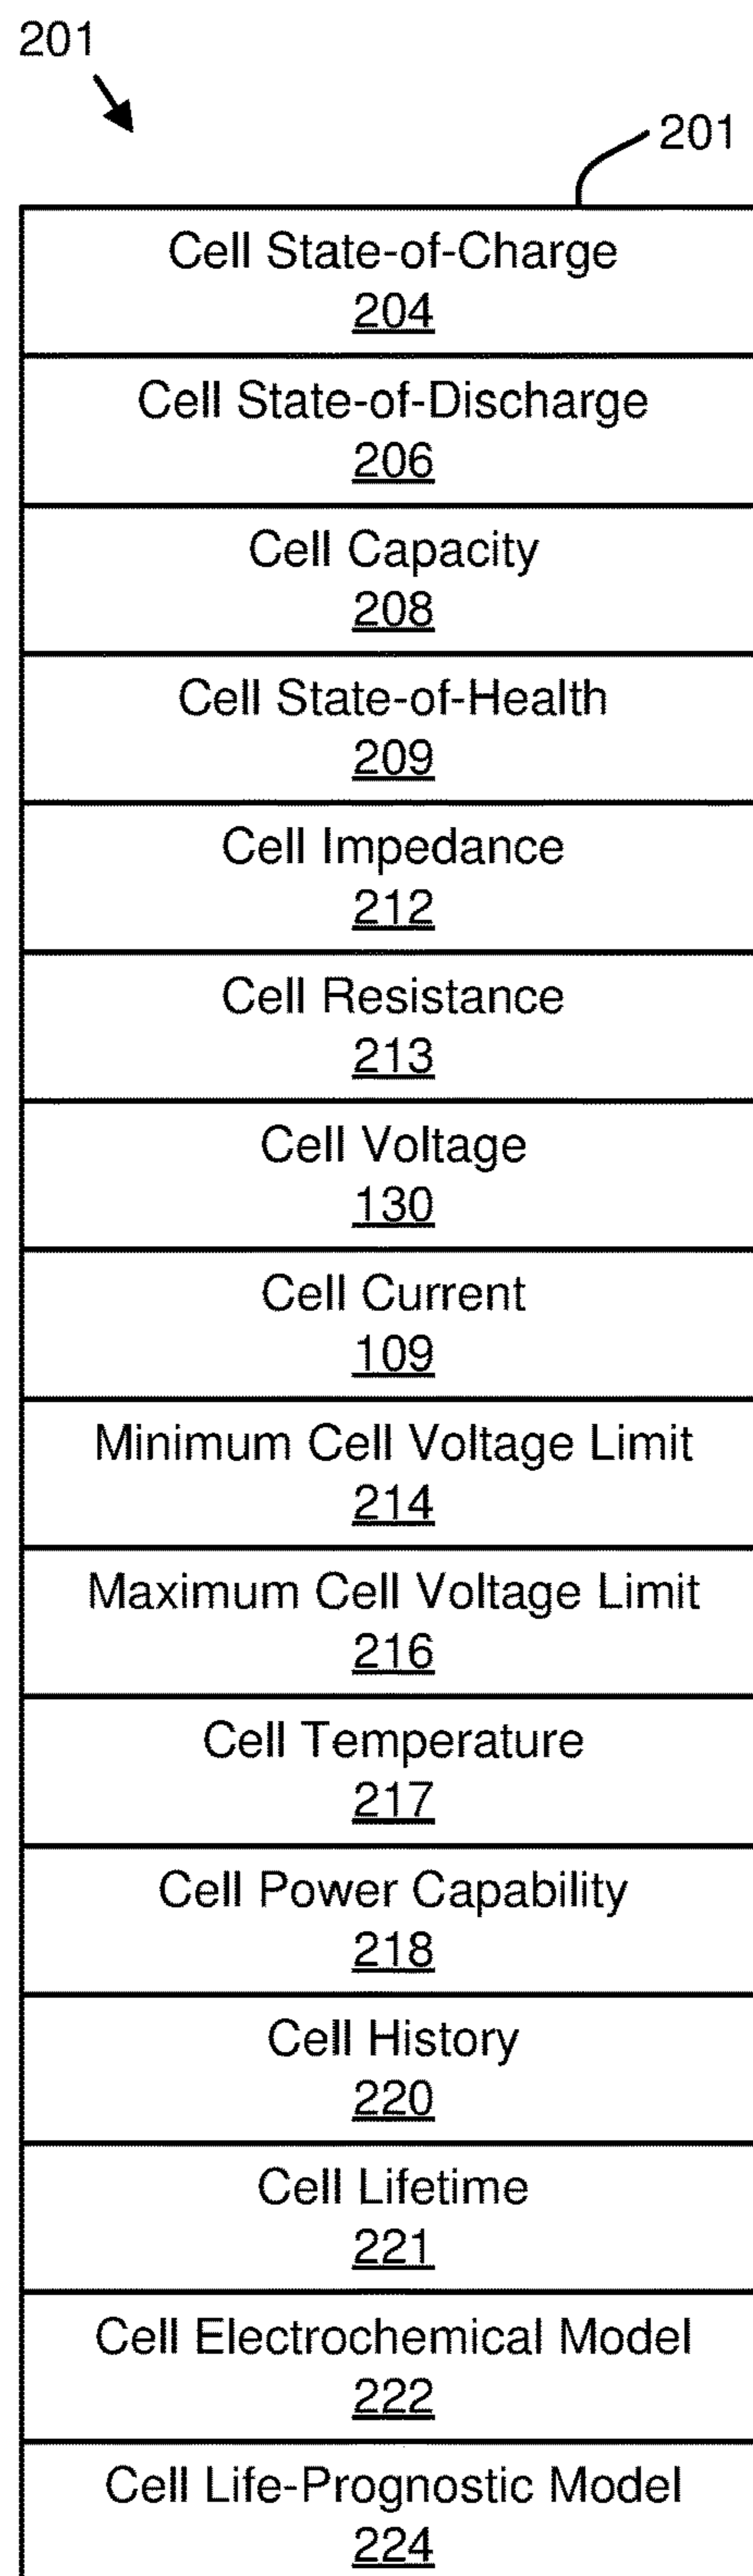 201
201
Cell State-of-Charge
204
Cell State-of-Discharge
206
Cell Capacity
208
Cell State-of-Health
209
Cell Impedance
212
Cell Resistance
213
Cell Voltage
130
Cell Current
109
Minimum Cell Voltage Limit
214
Maximum Cell Voltage Limit
216
Cell Temperature
217
Cell Power Capability
218
Cell History
220
Cell Lifetime
221
Cell Electrochemical Model
222
Cell Life-Prognostic Model
224